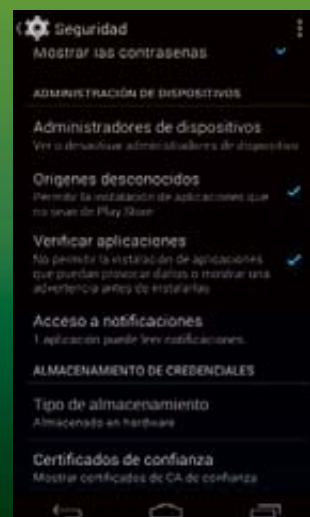 Seguridad
Mostrar las contraseñas
ADMINISTRACIÓN DE DISPOSITIVOS
Administradores de dispositivos
Ver o desactivar administradores de dispositivo
Orígenes desconocidos
Permitir la instalación de aplicaciones que
no sean de Play Store
Verificar aplicaciones
No permitir la instalación de aplicaciones
que puedan provocar daños o mostrar una
advertencia antes de instalarlas
Acceso a notificaciones
1 aplicación puede leer notificaciones.
ALMACENAMIENTO DE CREDENCIALES
Tipo de almacenamiento
Almacenado en hardware
Certificados de confianza
Mostrar certificados de CA de confianza